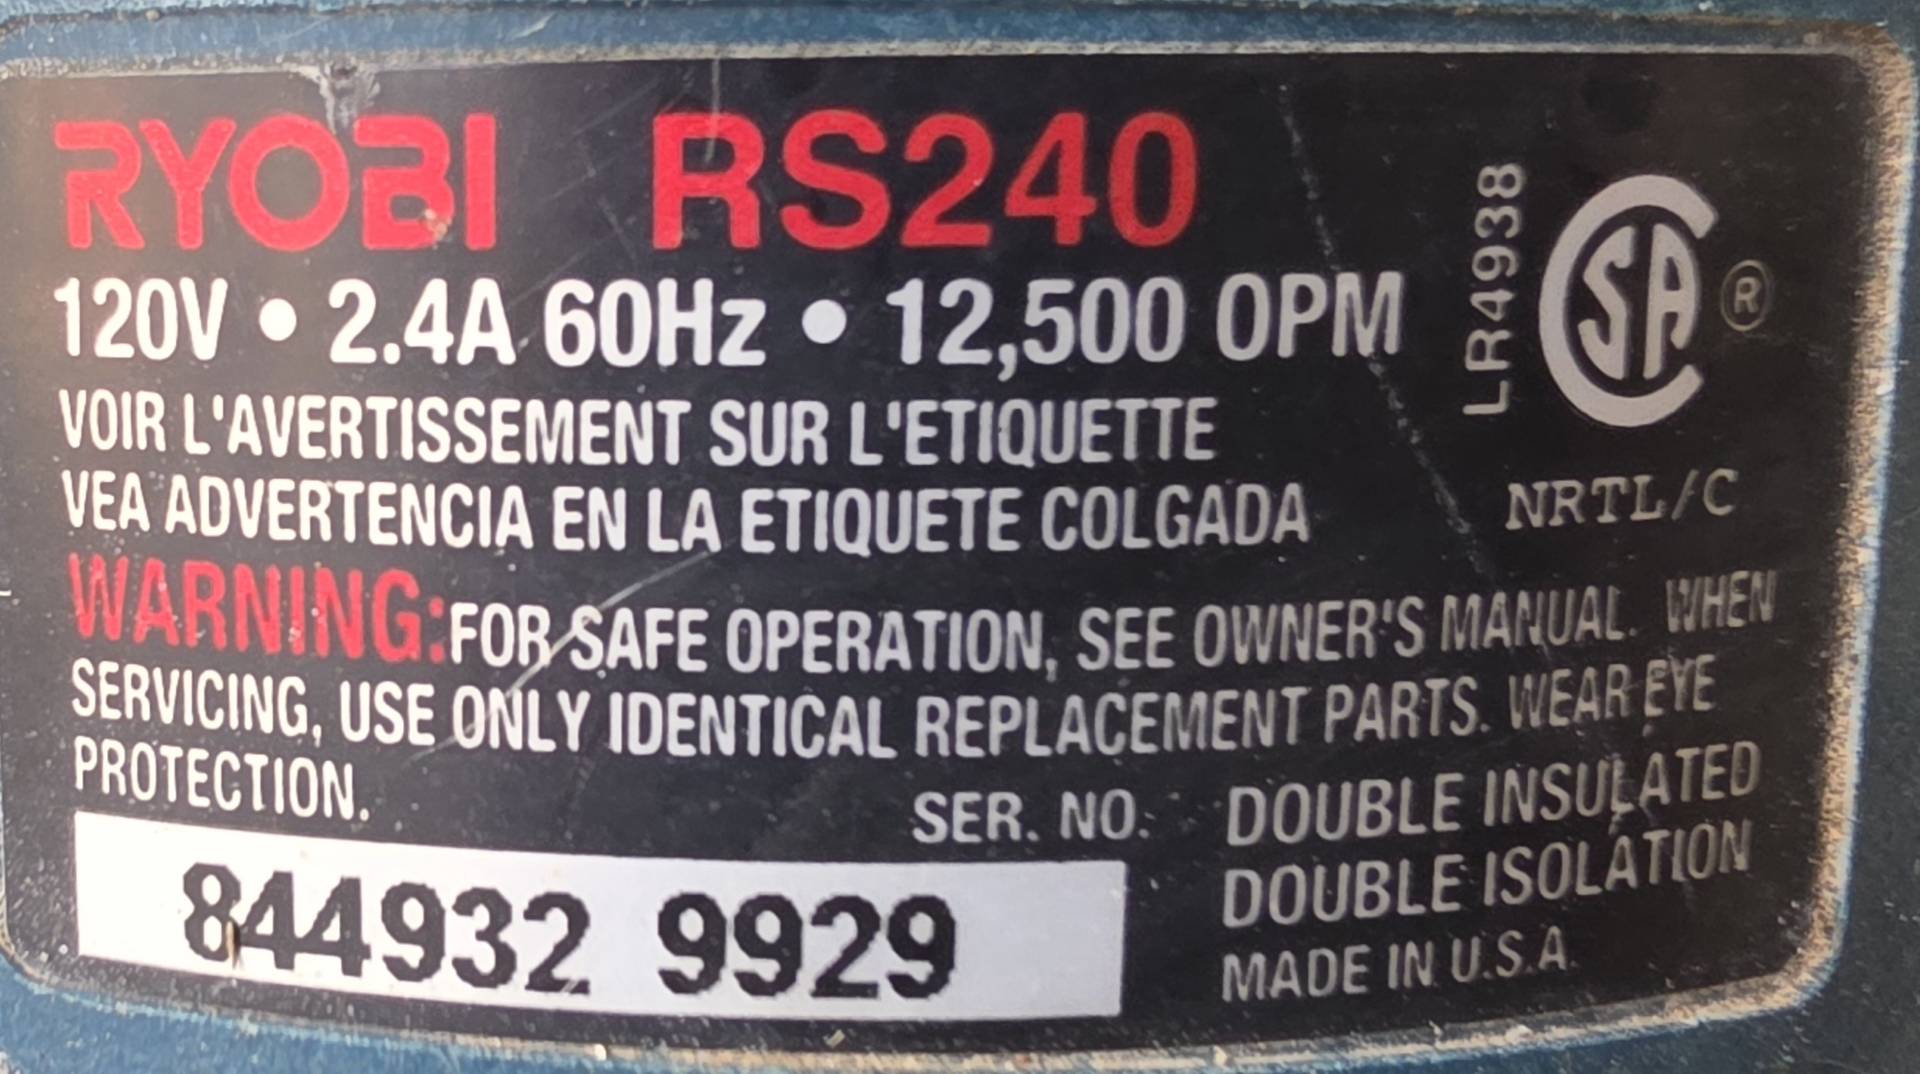 RYOBI RS240
120V • 2.4A 60Hz • 12,500 OPM
VOIR L'AVERTISSEMENT SUR L'ETIQUETTE
VEA ADVERTENCIA EN LA ETIQUETE COLGADA
LR4938
CSA ®
NRTL/C
WARNING: FOR SAFE OPERATION, SEE OWNER'S MANUAL. WHEN
SERVICING, USE ONLY IDENTICAL REPLACEMENT PARTS. WEAR EYE
PROTECTION.
SER. NO.
844932 9929
DOUBLE INSULATED
DOUBLE ISOLATION
MADE IN U.S.A.